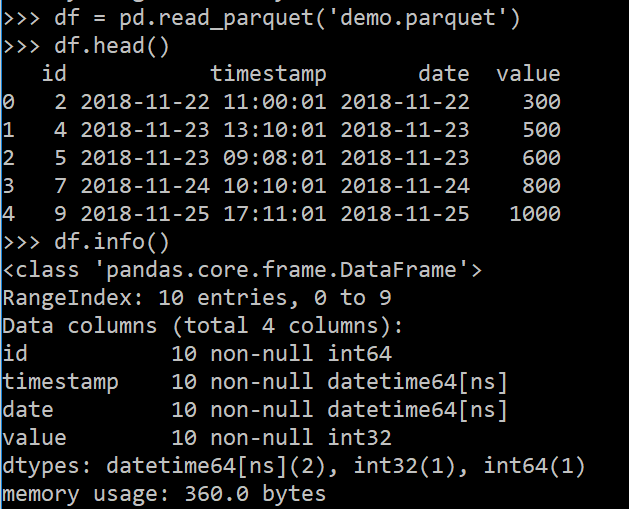 >>> df = pd.read_parquet('demo.parquet')
>>> df.head()
   id           timestamp       date  value
0   2 2018-11-22 11:00:01 2018-11-22    300
1   4 2018-11-23 13:10:01 2018-11-23    500
2   5 2018-11-23 09:08:01 2018-11-23    600
3   7 2018-11-24 10:10:01 2018-11-24    800
4   9 2018-11-25 17:11:01 2018-11-25   1000
>>> df.info()
<class 'pandas.core.frame.DataFrame'>
RangeIndex: 10 entries, 0 to 9
Data columns (total 4 columns):
id           10 non-null int64
timestamp    10 non-null datetime64[ns]
date         10 non-null datetime64[ns]
value        10 non-null int32
dtypes: datetime64[ns](2), int32(1), int64(1)
memory usage: 360.0 bytes